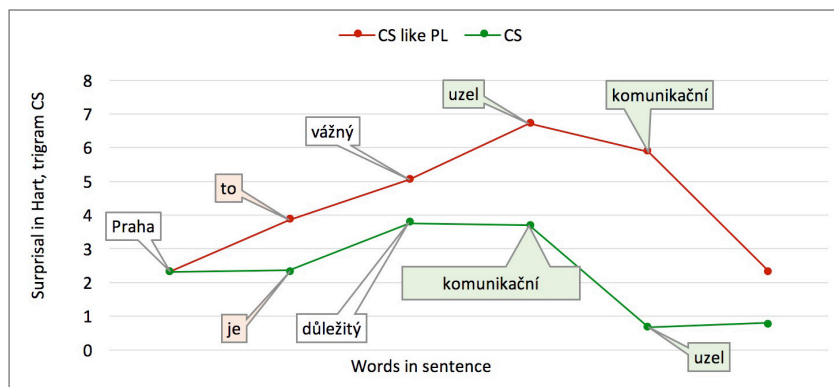 CS like PL CS
Surprisal in Hart, trigram CS
8
7
6
5
4
3
2
1
0
uzel
komunikační
vážný
to
Praha
komunikační
je
důležitý
uzel
Words in sentence